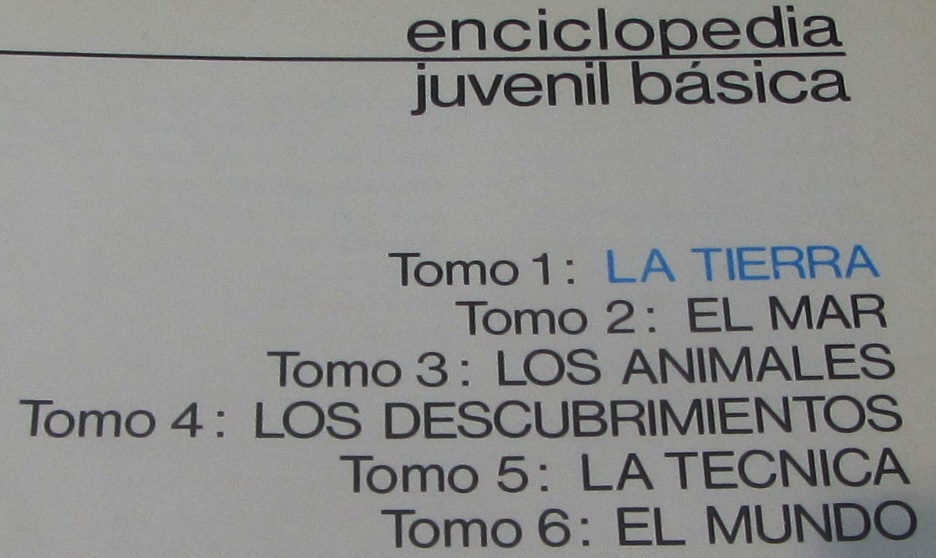 enciclopedia
juvenil básica
Tomo 1: LA TIERRA
Tomo 2: EL MAR
Tomo 3: LOS ANIMALES
Tomo 4: LOS DESCUBRIMIENTOS
Tomo 5: LA TECNICA
Tomo 6: EL MUNDO